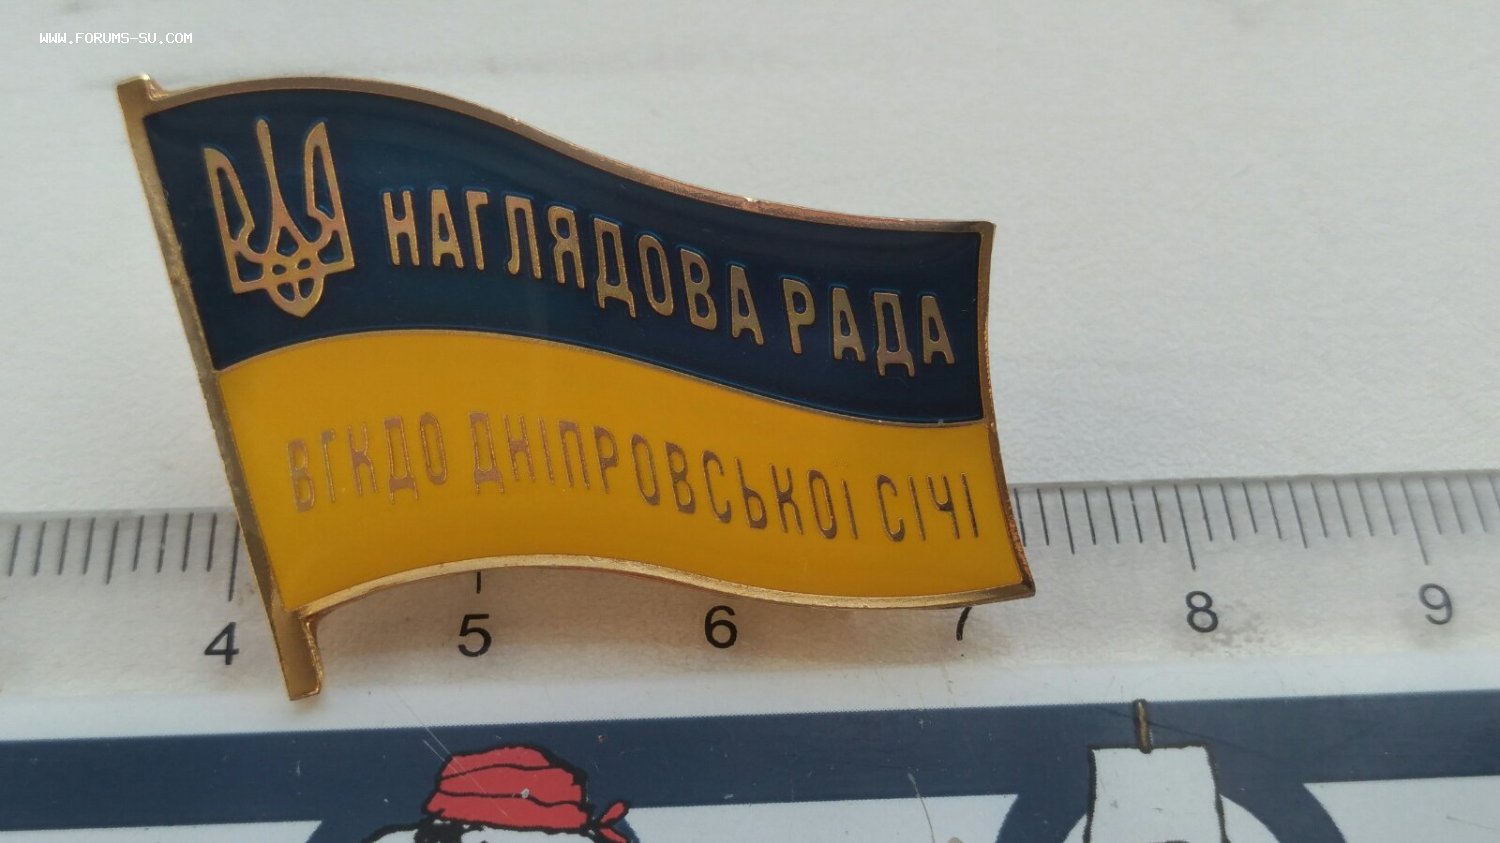 WWW.FORUMS-SU.COM
НАГЛЯДОВА РАДА
ВГКДО ДНІПРОВСЬКОІ СІЧІ
4 5 6 7 8 9